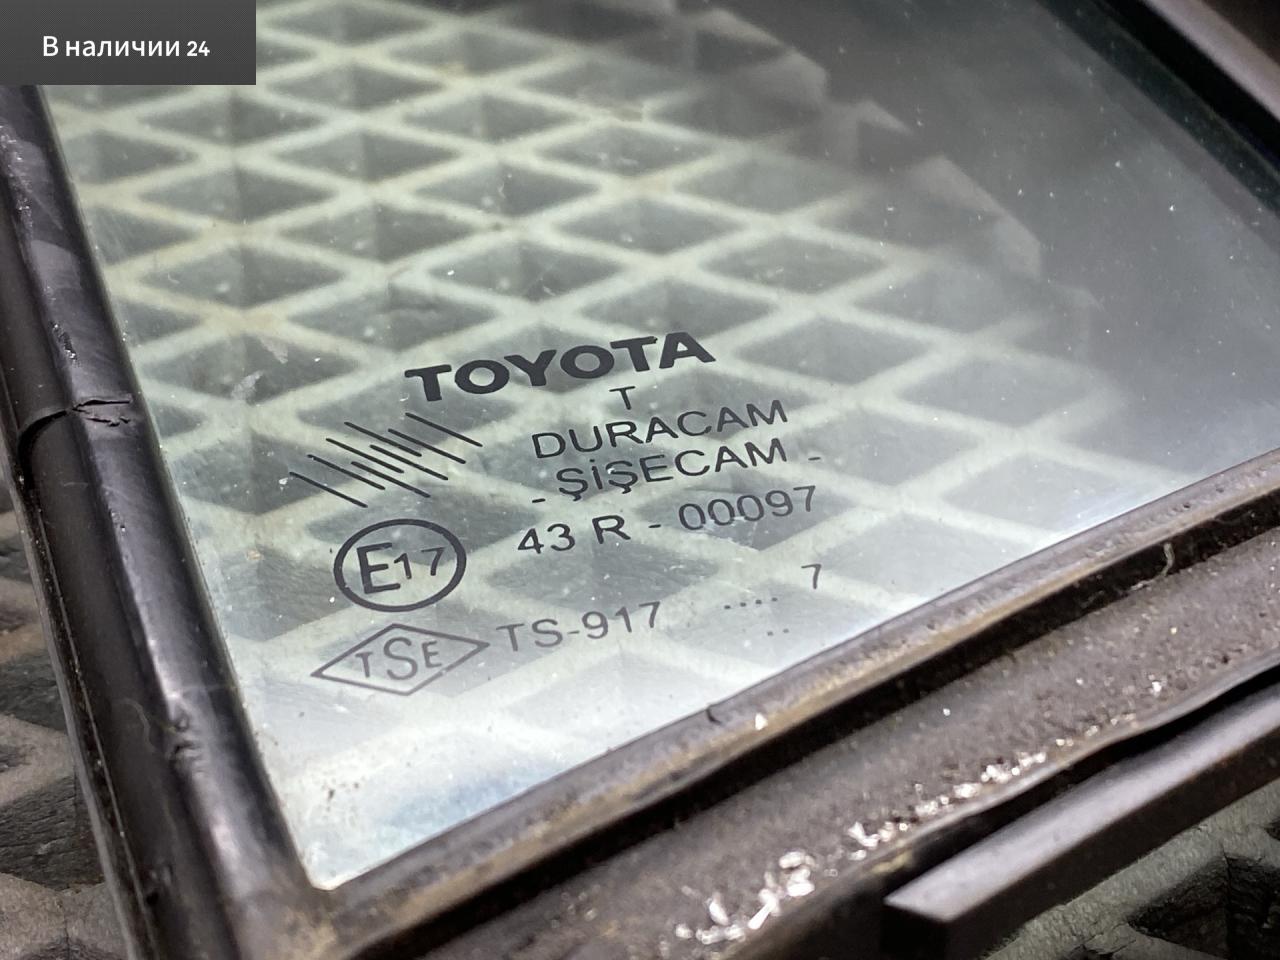 В наличии 24
TOYOTA
T
DURACAM
- ŞİŞECAM -
E17 43 R - 00097
TSE TS-917 .... 7
..